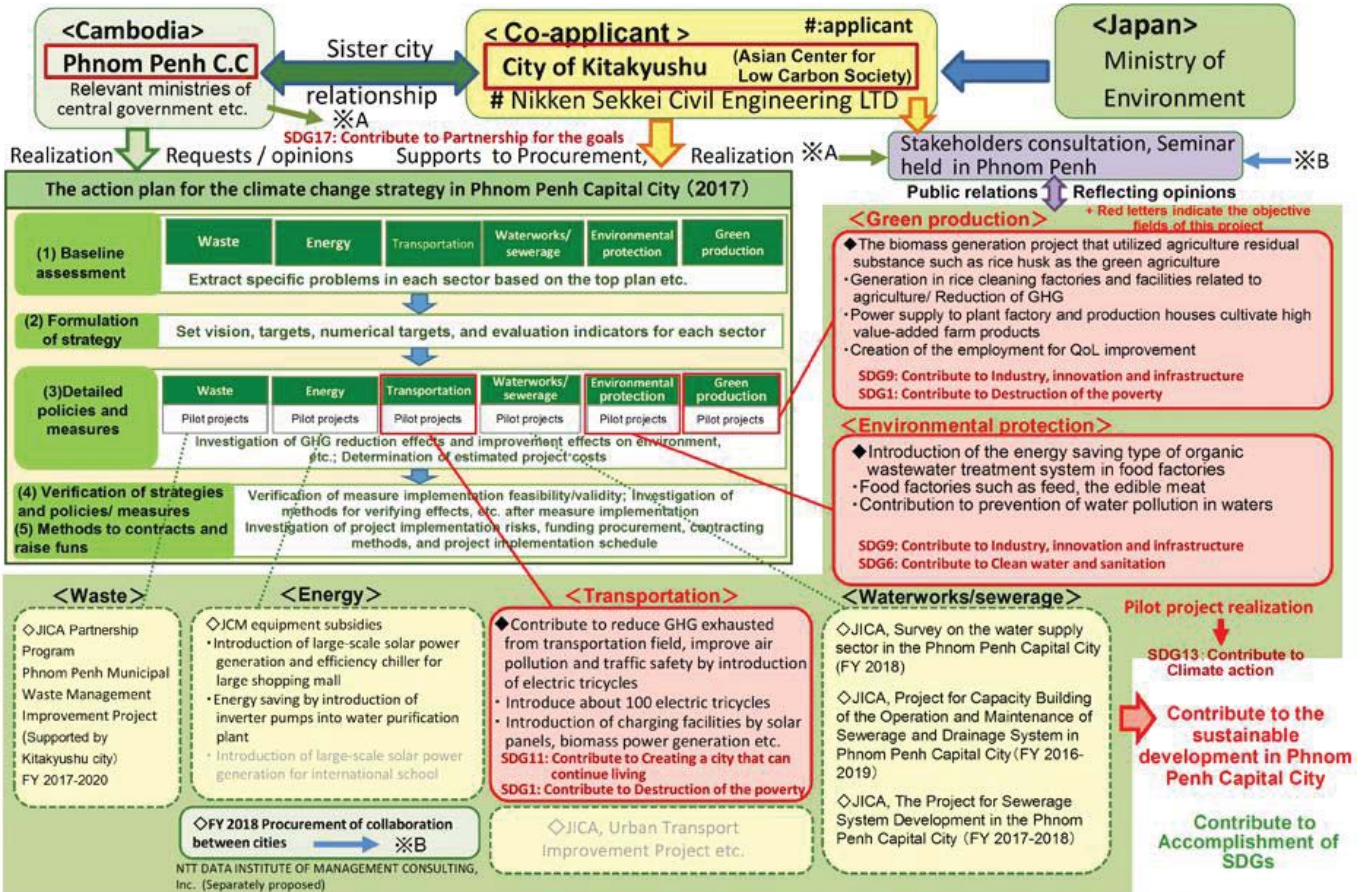 <Cambodia>
Phnom Penh C.C
Relevant ministries of
central government etc.
Sister city
relationship
※A
SDG17: Contribute to Partnership for the goals
< Co-applicant >
#:applicant
City of Kitakyushu
(Asian Center for
Low Carbon Society)
# Nikken Sekkei Civil Engineering LTD
<Japan>
Ministry of
Environment
Realization
Requests / opinions
Supports to Procurement,
Realization
※A
Stakeholders consultation, Seminar
held in Phnom Penh
※B
Public relations
Reflecting opinions
+ Red letters indicate the objective
fields of this project
The action plan for the climate change strategy in Phnom Penh Capital City (2017)
(1) Baseline
assessment
Waste
Energy
Transportation
Waterworks/
sewerage
Environmental
protection
Green
production
Extract specific problems in each sector based on the top plan etc.
(2) Formulation
of strategy
Set vision, targets, numerical targets, and evaluation indicators for each sector
(3)Detailed
policies and
measures
Waste
Energy
Transportation
Waterworks/
sewerage
Environmental
protection
Green
production
Pilot projects
Pilot projects
Pilot projects
Pilot projects
Pilot projects
Pilot projects
Investigation of GHG reduction effects and improvement effects on environment,
etc.; Determination of estimated project costs
(4) Verification of strategies
and policies/ measures
(5) Methods to contracts and
raise funs
Verification of measure implementation feasibility/validity; Investigation of
methods for verifying effects, etc. after measure implementation
Investigation of project implementation risks, funding procurement, contracting
methods, and project implementation schedule
<Green production>
◆The biomass generation project that utilized agriculture residual
substance such as rice husk as the green agriculture
・Generation in rice cleaning factories and facilities related to
agriculture/ Reduction of GHG
・Power supply to plant factory and production houses cultivate high
value-added farm products
・Creation of the employment for QoL improvement
SDG9: Contribute to Industry, innovation and infrastructure
SDG1: Contribute to Destruction of the poverty
<Environmental protection>
◆Introduction of the energy saving type of organic
wastewater treatment system in food factories
・Food factories such as feed, the edible meat
・Contribution to prevention of water pollution in waters
SDG9: Contribute to Industry, innovation and infrastructure
SDG6: Contribute to Clean water and sanitation
<Waste>
◇JICA Partnership
Program
Phnom Penh Municipal
Waste Management
Improvement Project
(Supported by
Kitakyushu city)
FY 2017-2020
<Energy>
◇JCM equipment subsidies
・Introduction of large-scale solar power
generation and efficiency chiller for
large shopping mall
・Energy saving by introduction of
inverter pumps into water purification
plant
・Introduction of large-scale solar power
generation for international school
◇FY 2018 Procurement of collaboration
between cities
※B
NTT DATA INSTITUTE OF MANAGEMENT CONSULTING,
Inc. (Separately proposed)
<Transportation>
◆Contribute to reduce GHG exhausted
from transportation field, improve air
pollution and traffic safety by introduction
of electric tricycles
・Introduce about 100 electric tricycles
・Introduction of charging facilities by solar
panels, biomass power generation etc.
SDG11: Contribute to Creating a city that can
continue living
SDG1: Contribute to Destruction of the poverty
◇JICA, Urban Transport
Improvement Project etc.
<Waterworks/sewerage>
◇JICA, Survey on the water supply
sector in the Phnom Penh Capital City
(FY 2018)
◇JICA, Project for Capacity Building
of the Operation and Maintenance of
Sewerage and Drainage System in
Phnom Penh Capital City(FY 2016-
2019)
◇JICA, The Project for Sewerage
System Development in the Phnom
Penh Capital City (FY 2017-2018)
Pilot project realization
SDG13: Contribute to
Climate action
Contribute to the
sustainable
development in Phnom
Penh Capital City
Contribute to
Accomplishment of
SDGs